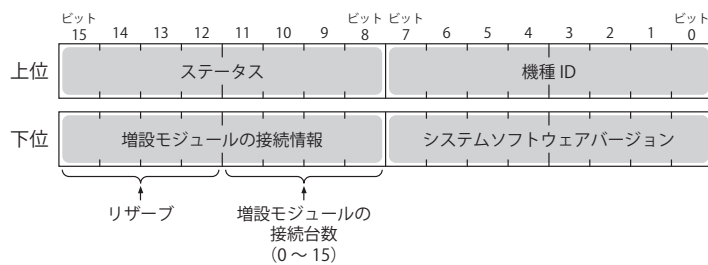 ビット ビット ビット ビット
15 14 13 12 11 10 9 8 7 6 5 4 3 2 1 0
上位 ステータス 機種 ID
下位 増設モジュールの接続情報 システムソフトウェアバージョン
リザーブ 増設モジュールの
接続台数
(0 ～ 15)